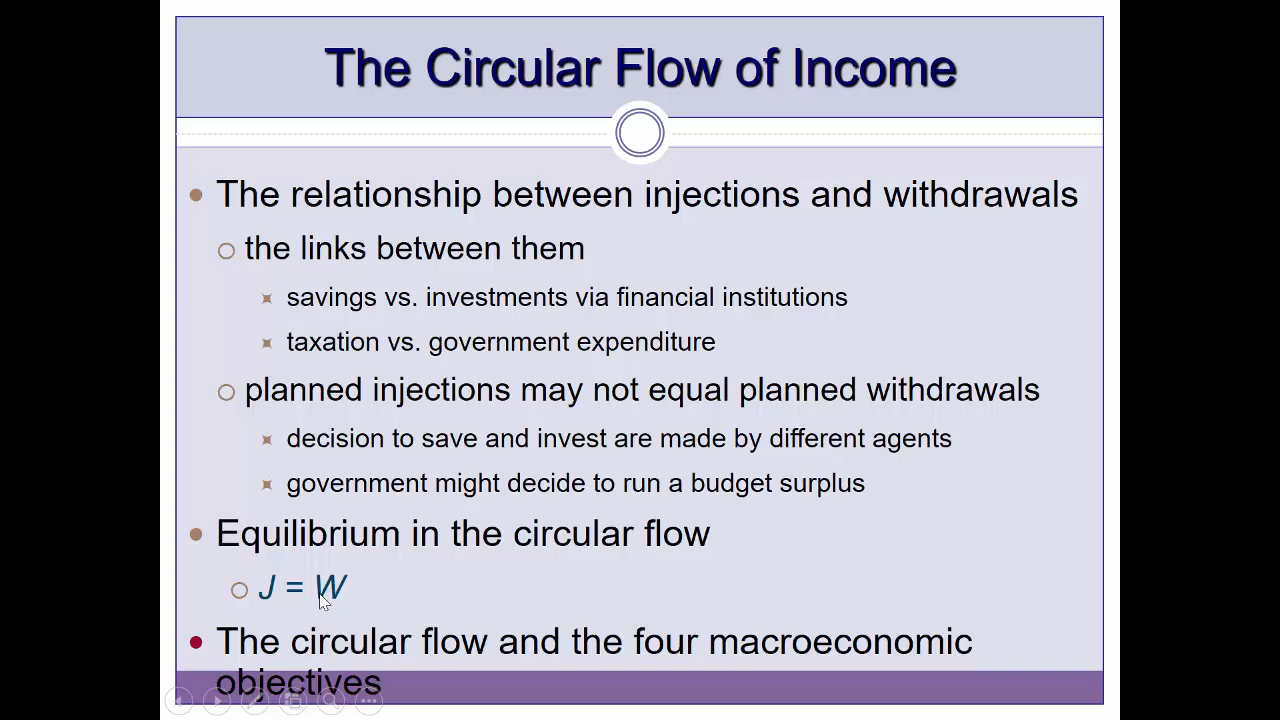 The Circular Flow of Income
The relationship between injections and withdrawals
the links between them
savings vs. investments via financial institutions
taxation vs. government expenditure
planned injections may not equal planned withdrawals
decision to save and invest are made by different agents
government might decide to run a budget surplus
Equilibrium in the circular flow
J = W
The circular flow and the four macroeconomic
objectives